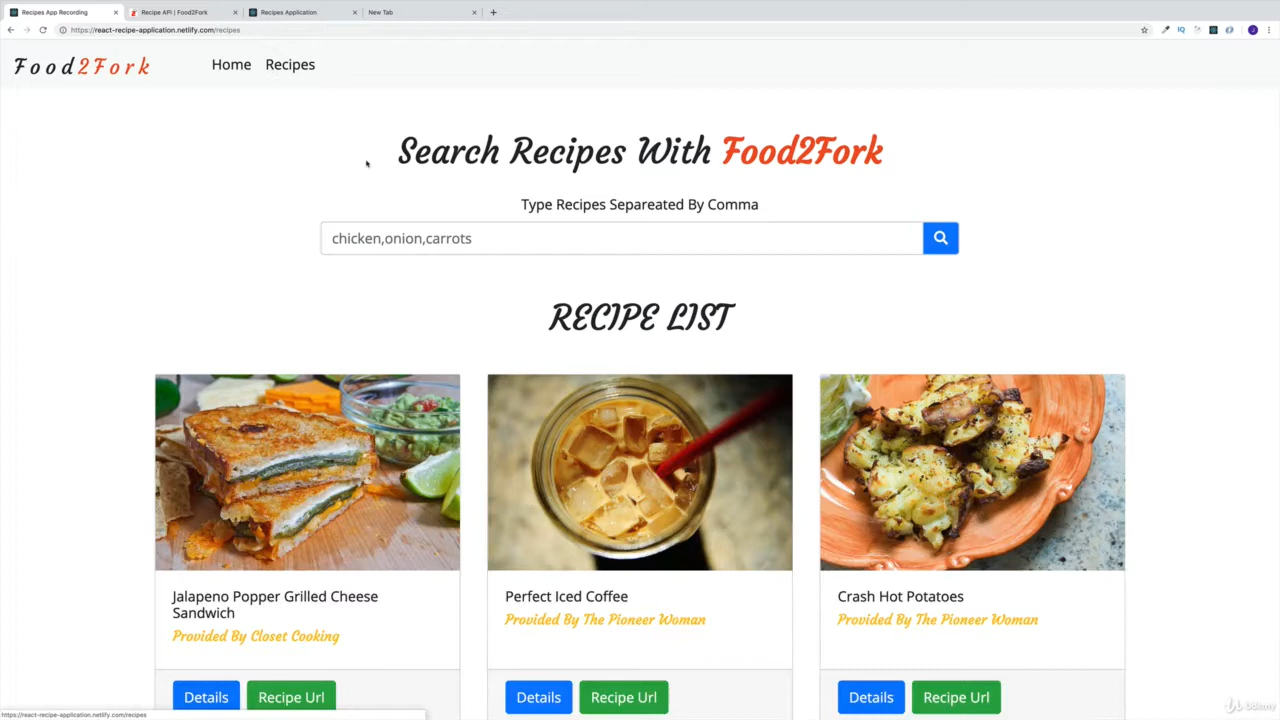 Recipes App Recording
Recipe API | Food2Fork
Recipes Application
New Tab
https://react-recipe-application.netlify.com/recipes
Food2Fork
Home
Recipes
Search Recipes With Food2Fork
Type Recipes Separeated By Comma
chicken,onion,carrots
RECIPE LIST
Jalapeno Popper Grilled Cheese
Sandwich
Provided By Closet Cooking
Details
Recipe Url
Perfect Iced Coffee
Provided By The Pioneer Woman
Details
Recipe Url
Crash Hot Potatoes
Provided By The Pioneer Woman
Details
Recipe Url
https://react-recipe-application.netlify.com/recipes
Udemy